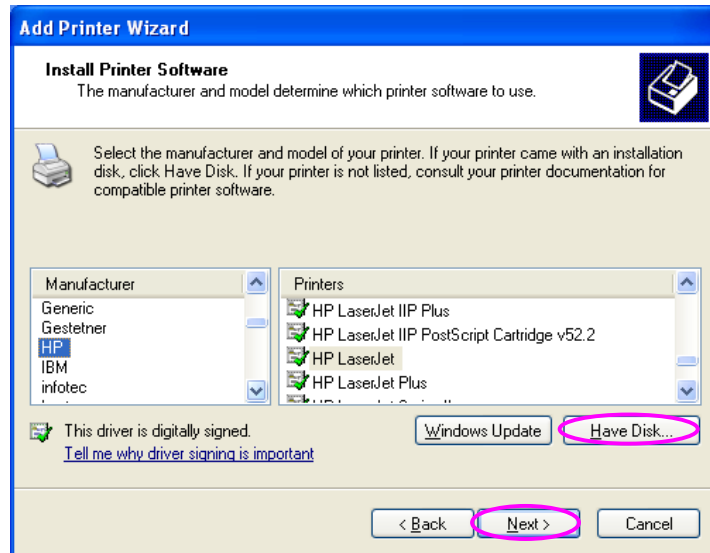 Add Printer Wizard
Install Printer Software
The manufacturer and model determine which printer software to use.
Select the manufacturer and model of your printer. If your printer came with an installation
disk, click Have Disk. If your printer is not listed, consult your printer documentation for
compatible printer software.
Manufacturer
Generic
Gestetner
HP
IBM
infotec
Printers
HP LaserJet IIP Plus
HP LaserJet IIP PostScript Cartridge v52.2
HP LaserJet
HP LaserJet Plus
This driver is digitally signed.
Tell me why driver signing is important
Windows Update
Have Disk...
< Back
Next >
Cancel